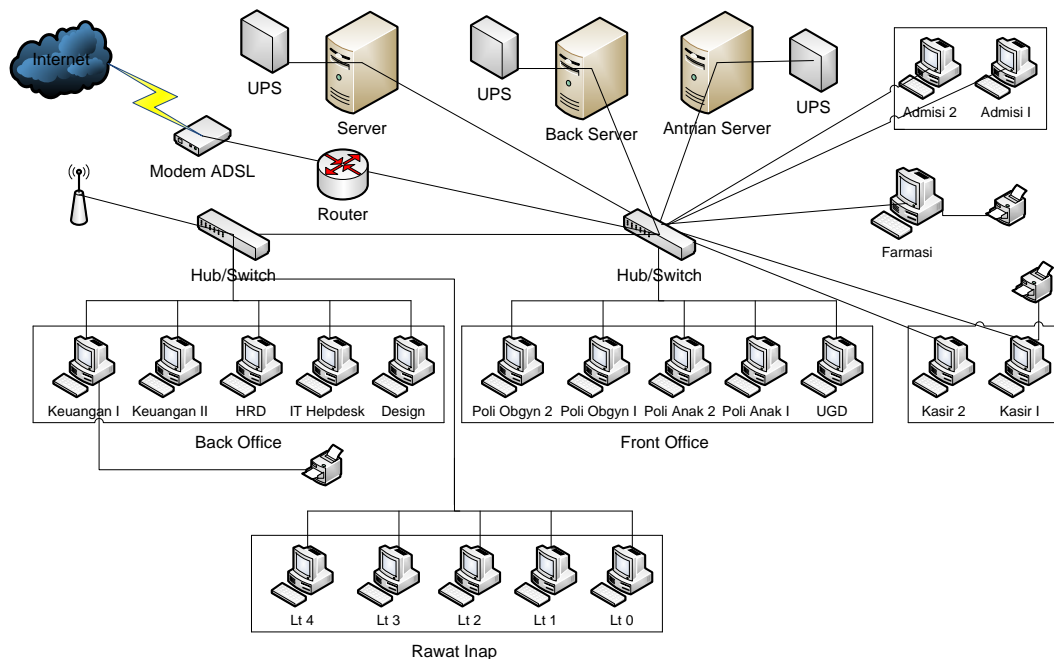 Internet
UPS
Server
UPS
Back Server
Antrian Server
UPS
Admisi 2
Admisi I
Modem ADSL
Router
Farmasi
Hub/Switch
Hub/Switch
Keuangan I
Keuangan II
HRD
IT Helpdesk
Design
Back Office
Poli Obgyn 2
Poli Obgyn I
Poli Anak 2
Poli Anak I
UGD
Front Office
Kasir 2
Kasir I
Lt 4
Lt 3
Lt 2
Lt 1
Lt 0
Rawat Inap